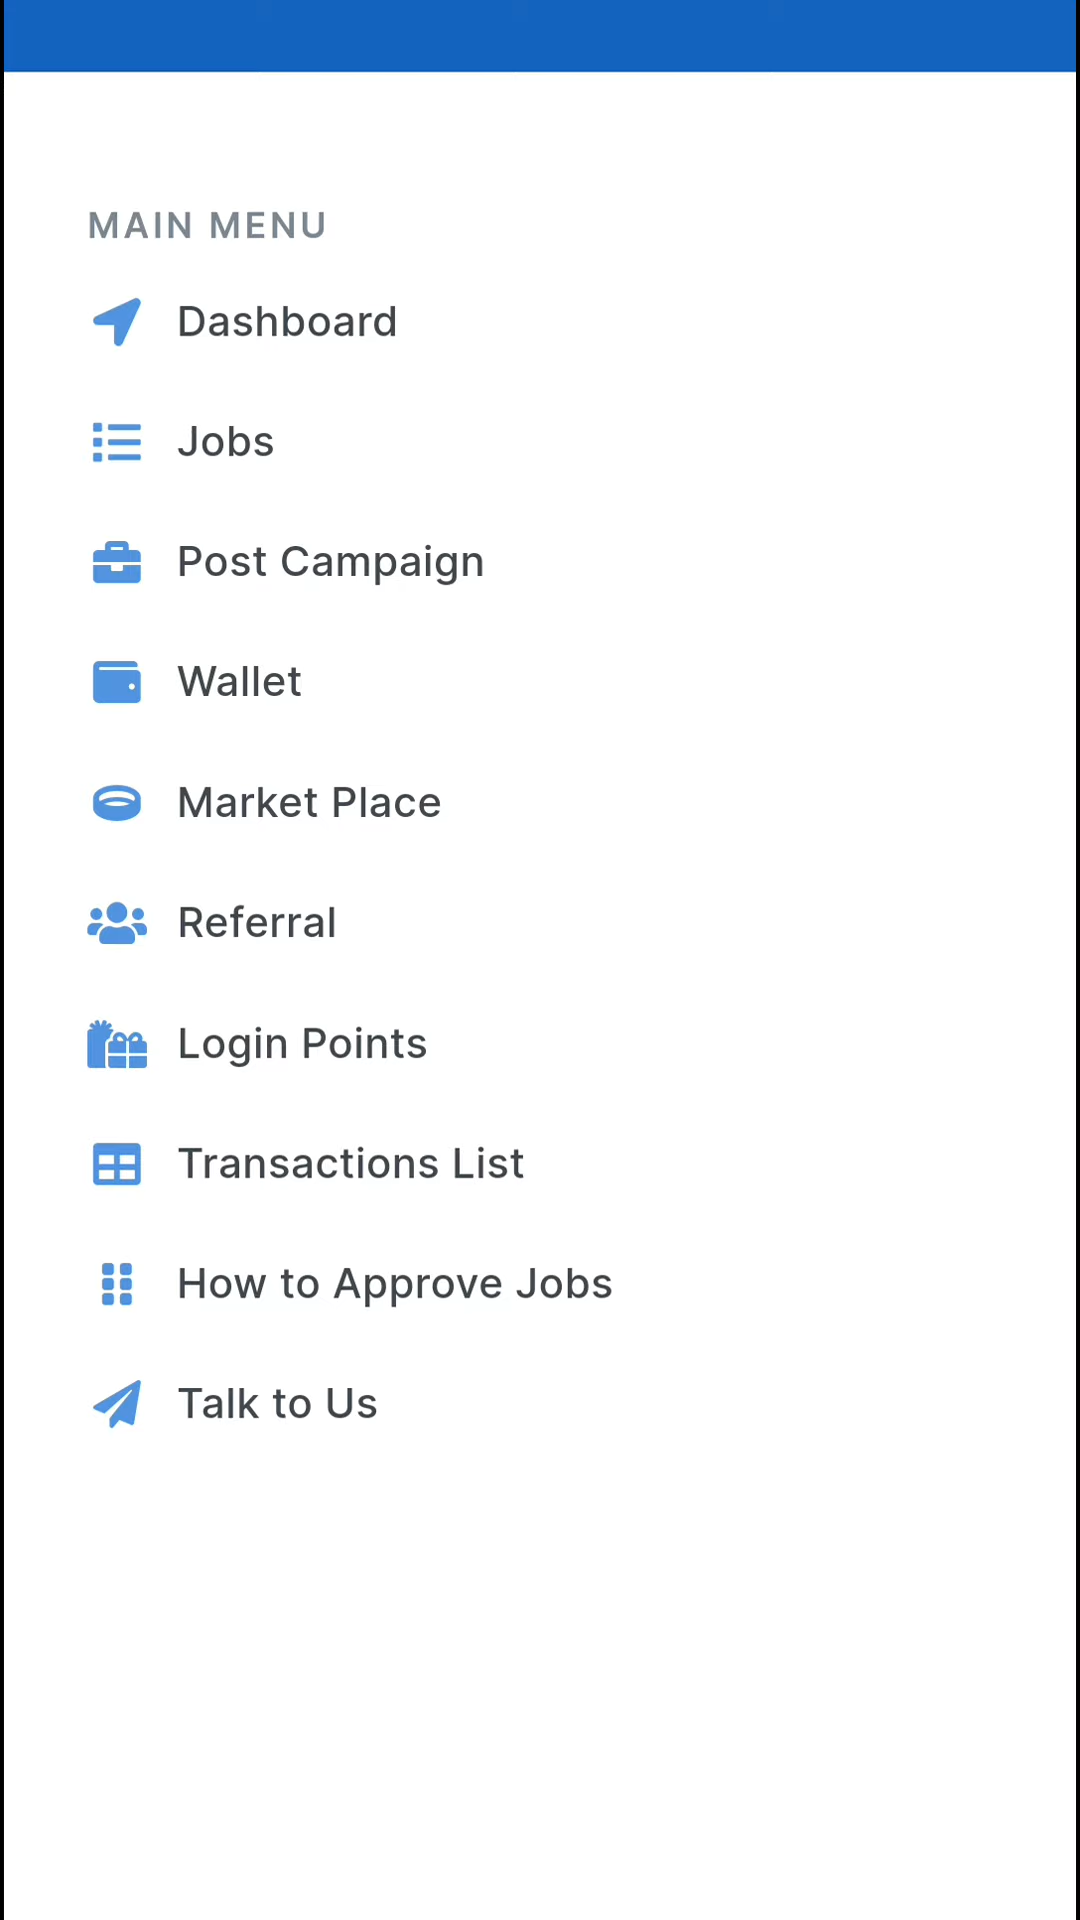 MAIN MENU
Dashboard
Jobs
Post Campaign
Wallet
Market Place
Referral
Login Points
Transactions List
How to Approve Jobs
Talk to Us